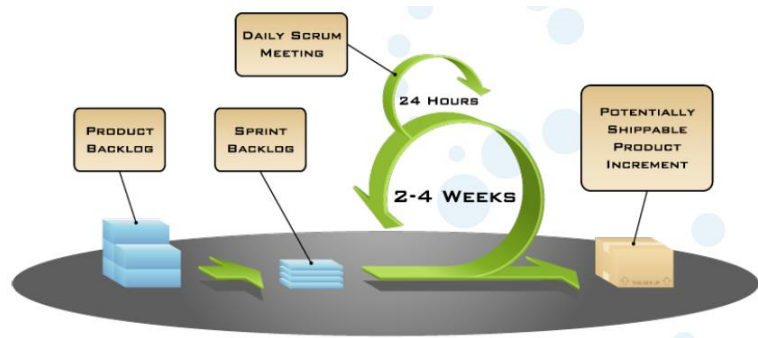 DAILY SCRUM
MEETING
24 HOURS
PRODUCT
BACKLOG
SPRINT
BACKLOG
POTENTIALLY
SHIPPABLE
PRODUCT
INCREMENT
2-4 WEEKS